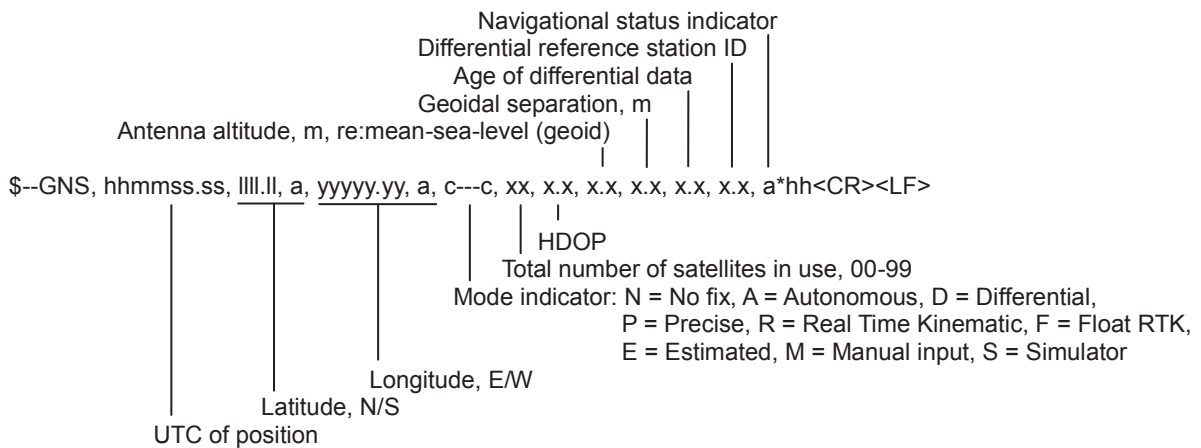 Navigational status indicator
Differential reference station ID
Age of differential data
Geoidal separation, m
Antenna altitude, m, re:mean-sea-level (geoid)
$--GNS, hhmmss.ss, llll.ll, a, yyyyy.yy, a, c---c, xx, x.x, x.x, x.x, x.x, x.x, a*hh<CR><LF>
HDOP
Total number of satellites in use, 00-99
Mode indicator: N = No fix, A = Autonomous, D = Differential,
P = Precise, R = Real Time Kinematic, F = Float RTK,
E = Estimated, M = Manual input, S = Simulator
Longitude, E/W
Latitude, N/S
UTC of position